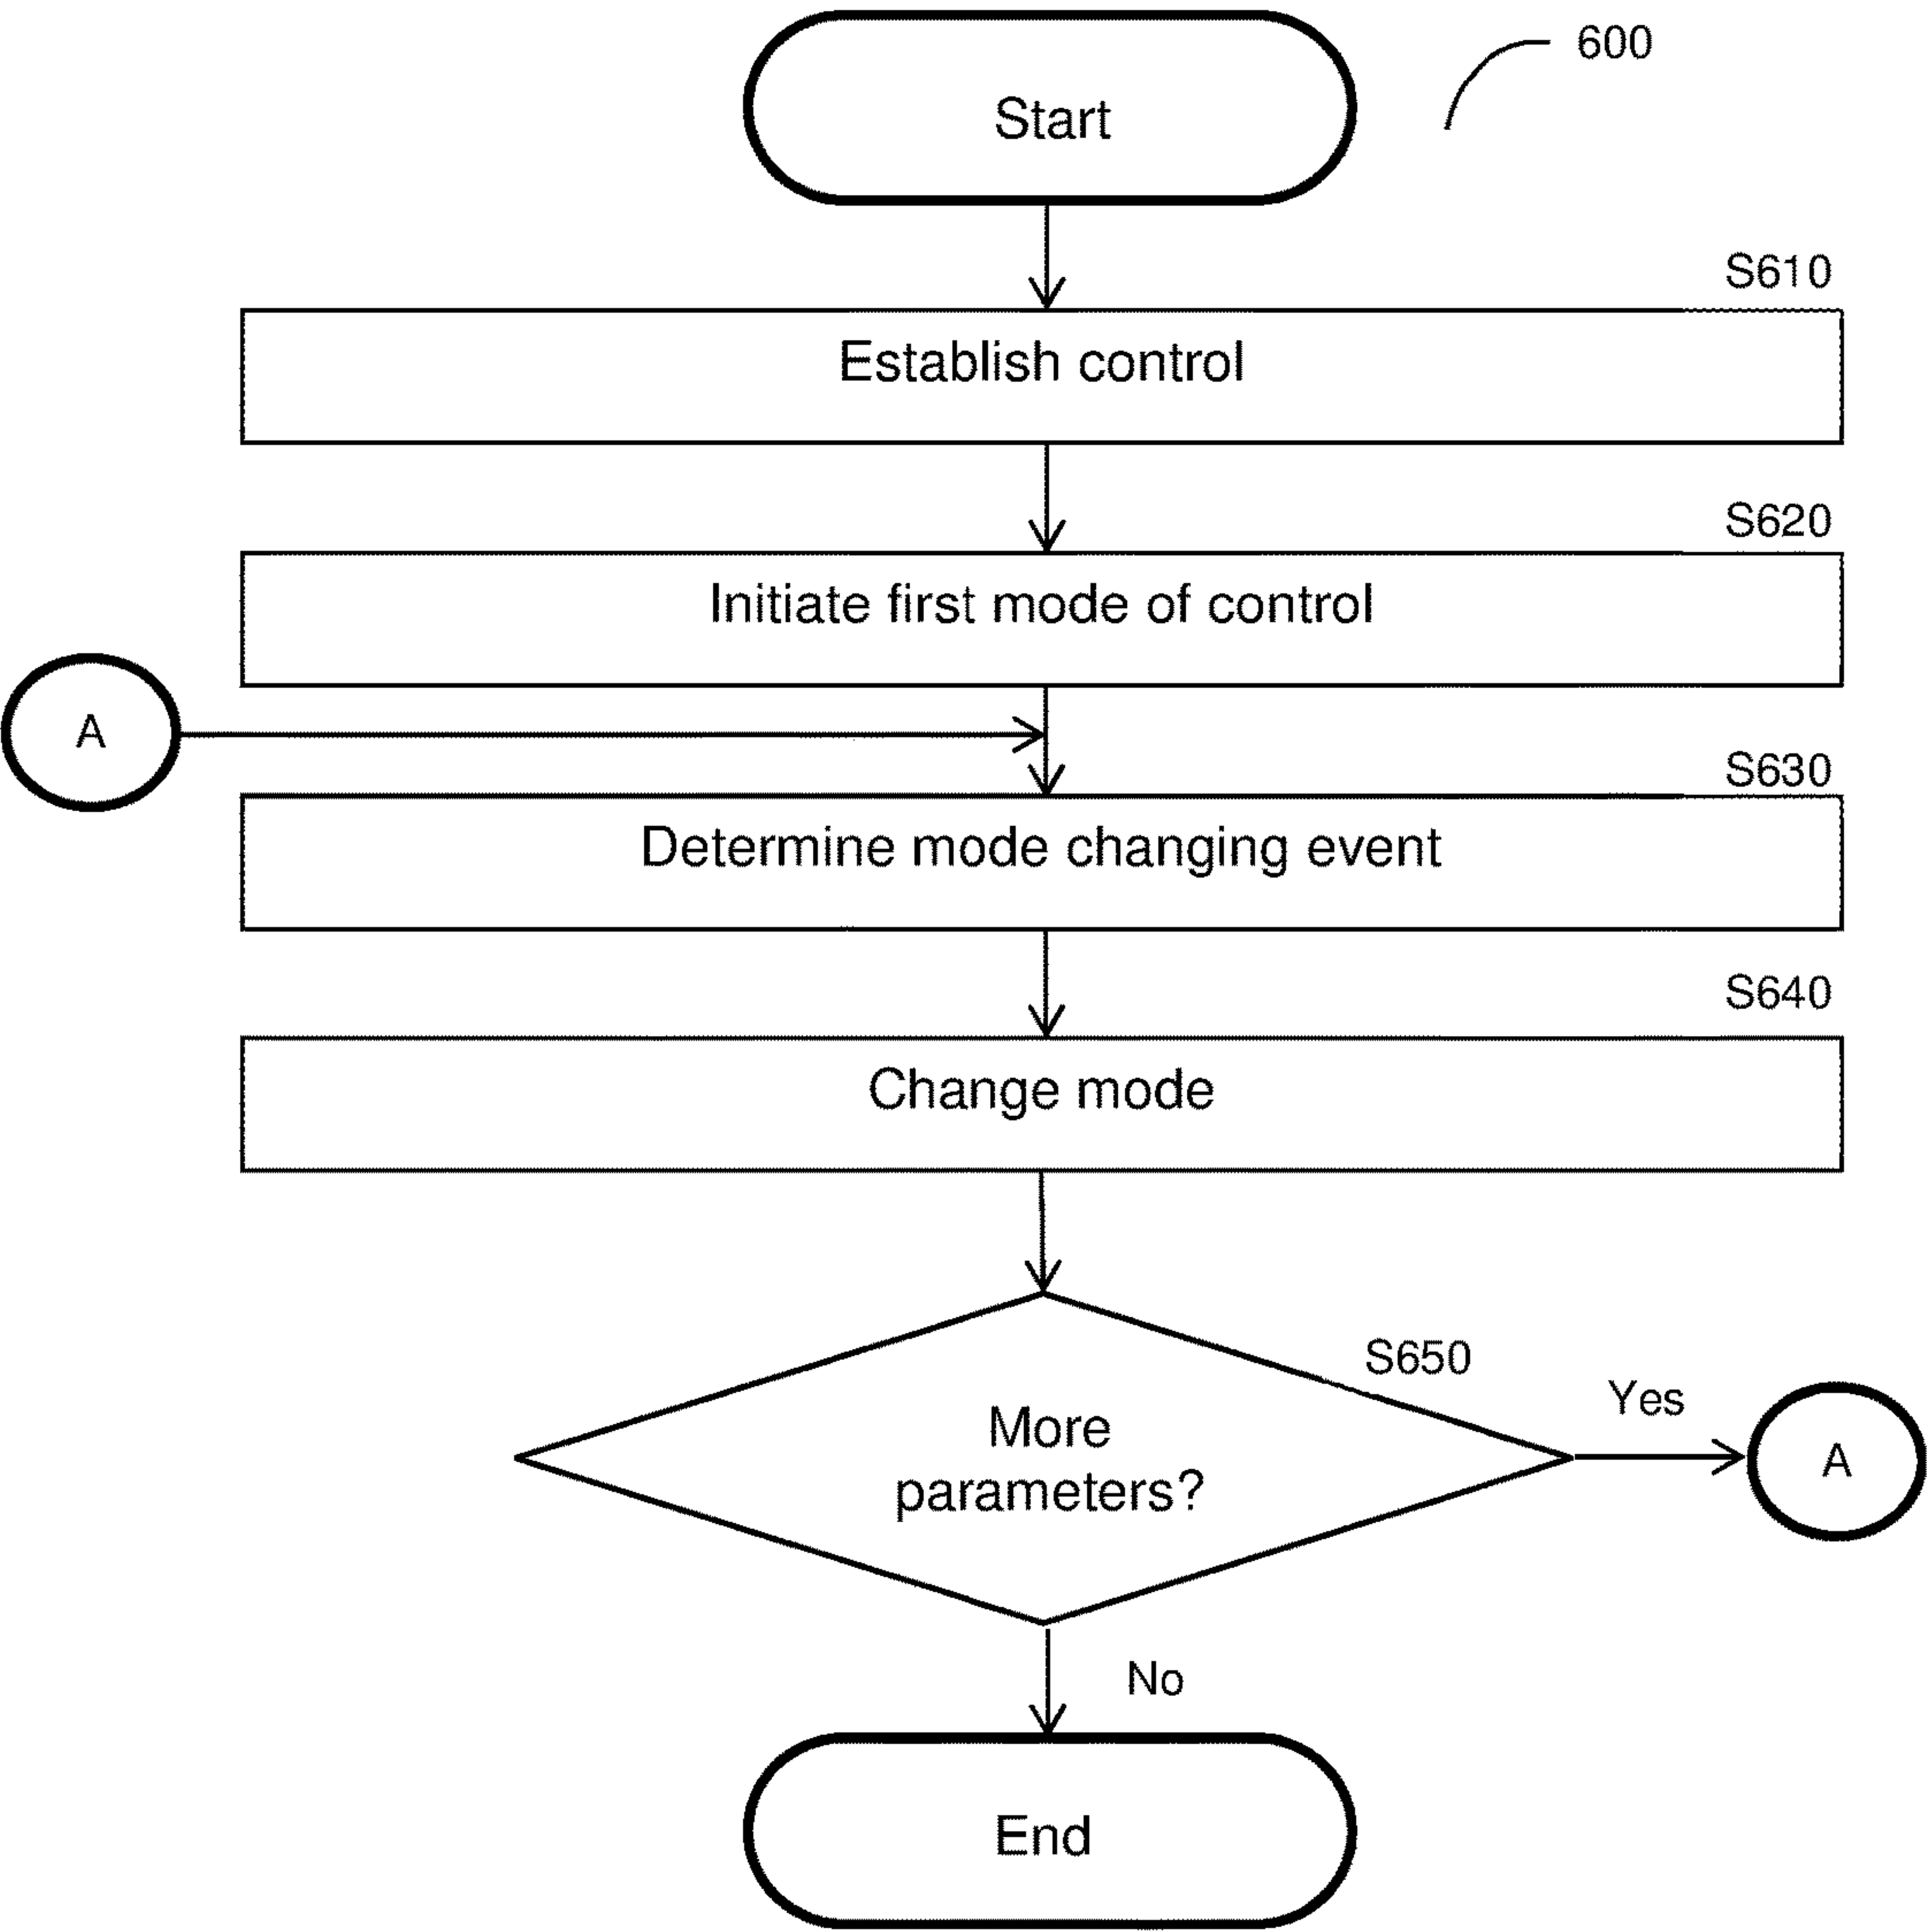 Start
600
S610
Establish control
S620
Initiate first mode of control
A
S630
Determine mode changing event
S640
Change mode
S650
More
parameters?
Yes
A
No
End